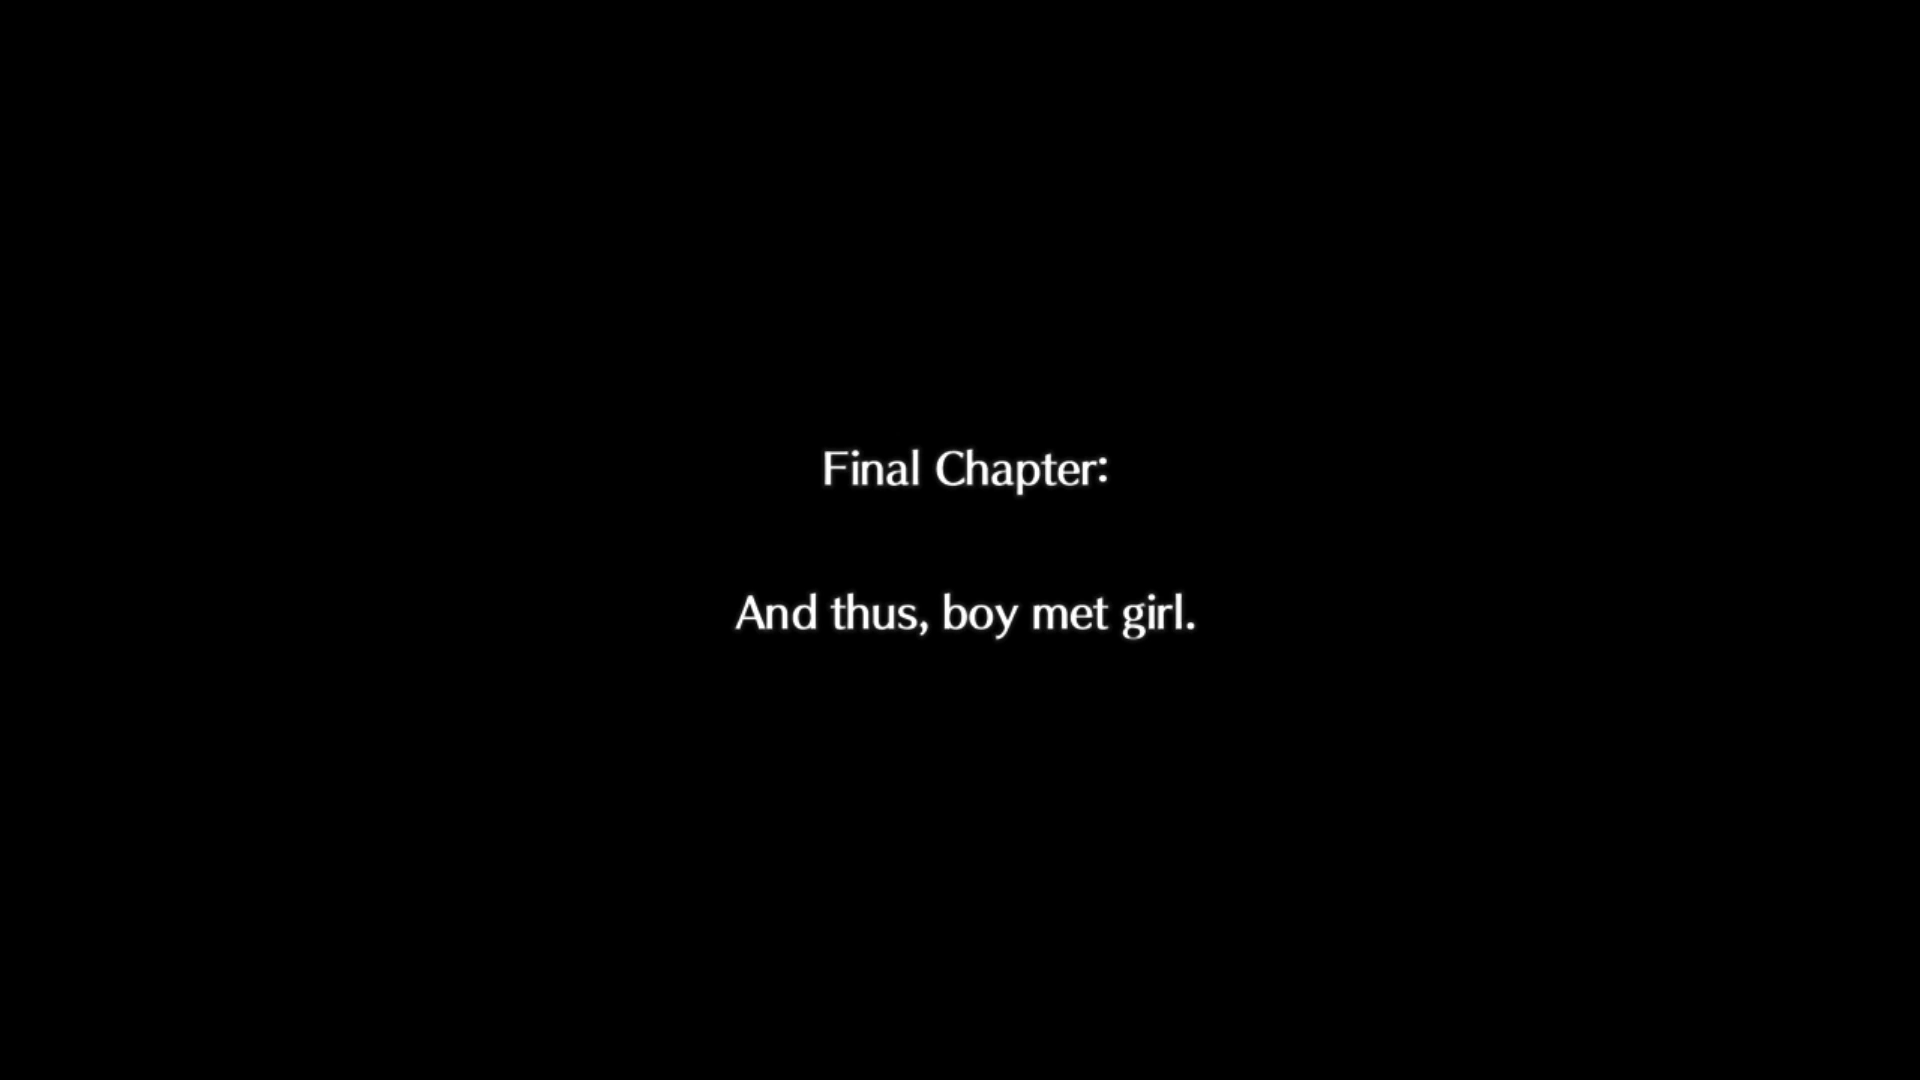 Final Chapter:
And thus, boy met girl.